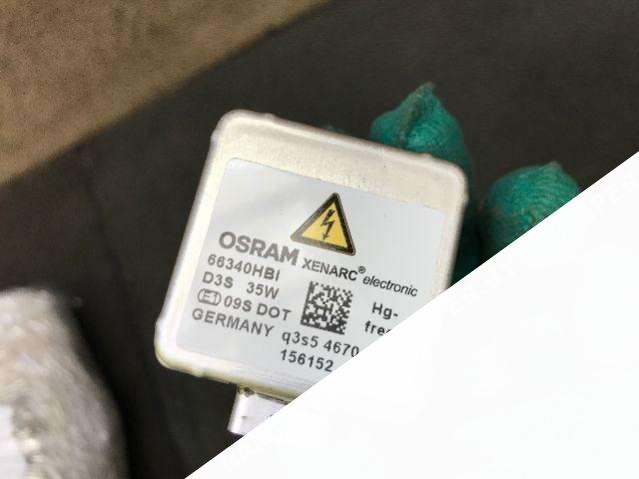 OSRAM XENARC® electronic
66340HBI
D3S 35W
E1 09S DOT
GERMANY
Hg-
q3s5 4670
156152